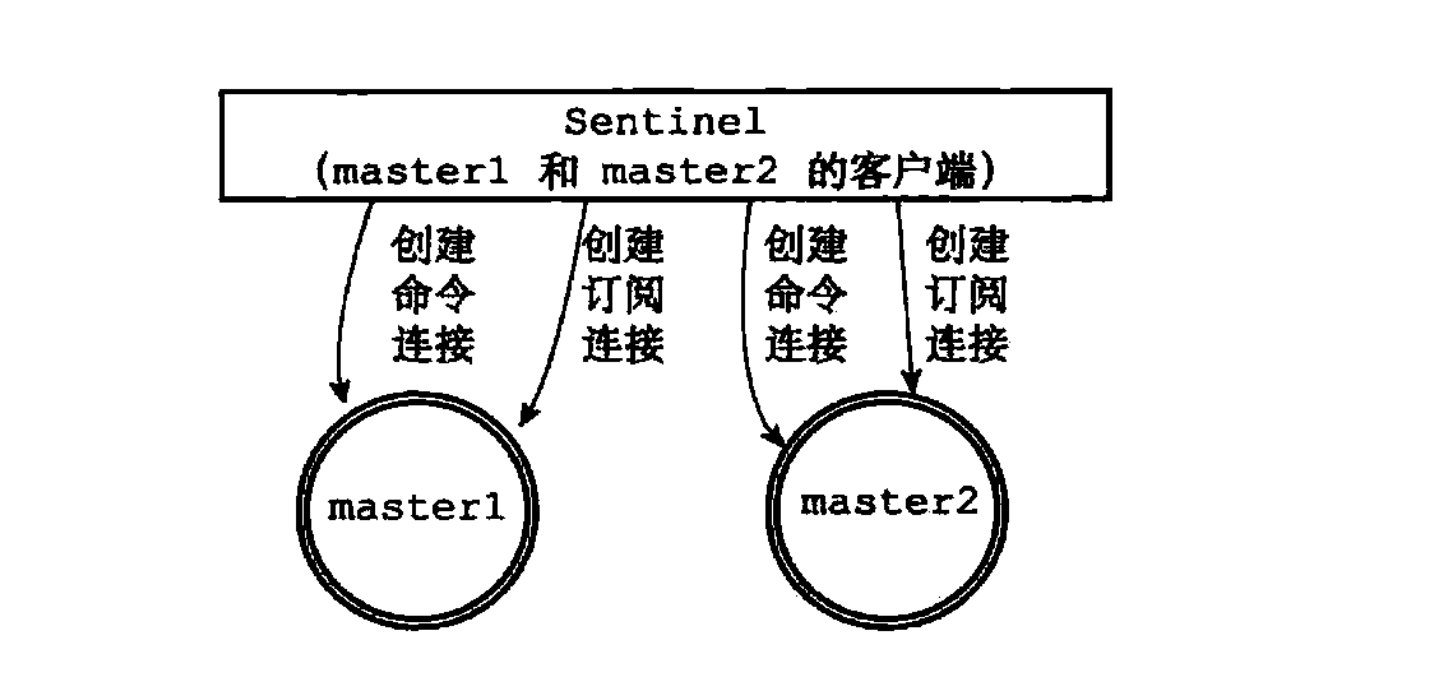 Sentinel
(master1 和 master2 的客户端)
创建
命令
连接
创建
订阅
连接
创建
命令
连接
创建
订阅
连接
master1
master2